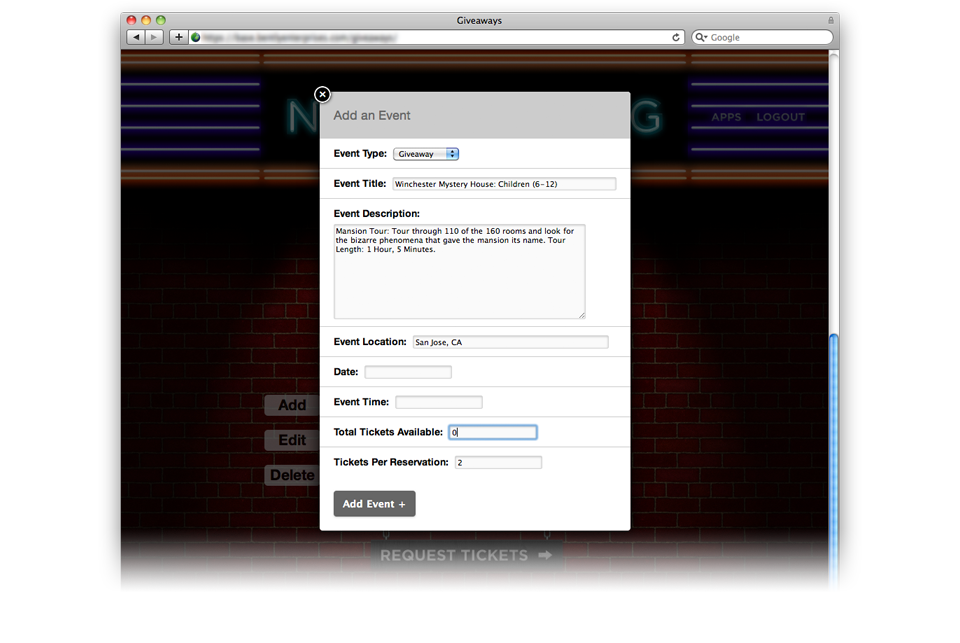 Giveaways
Google
N
G
APPS LOGOUT
Add an Event
Event Type: Giveaway
Event Title: Winchester Mystery House: Children (6-12)
Event Description:
Mansion Tour: Tour through 110 of the 160 rooms and look for
the bizarre phenomena that gave the mansion its name. Tour
Length: 1 Hour, 5 Minutes.
Event Location: San Jose, CA
Date:
Event Time:
Add
Total Tickets Available: 0
Edit
Tickets Per Reservation: 2
Delete
Add Event +
REQUEST TICKETS